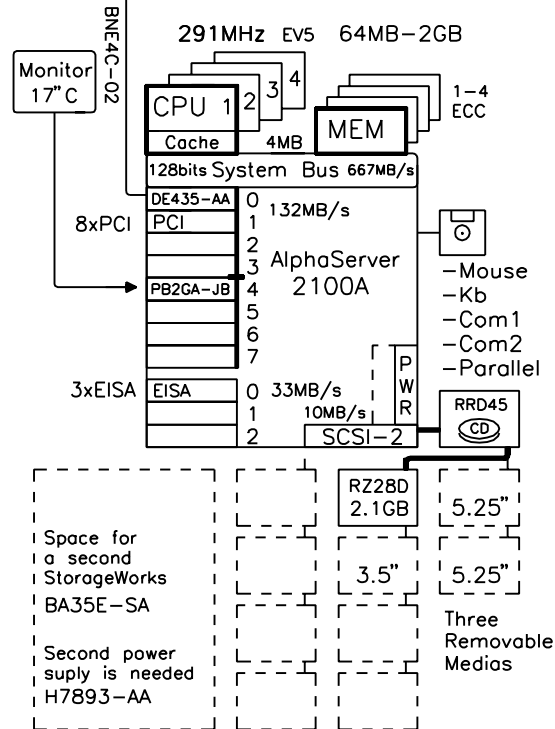 291MHz EV5 64MB-2GB
BNE4C-02
Monitor
17"C
CPU 1
2
3
4
Cache
4MB
MEM
1-4
ECC
128bits System Bus 667MB/s
DE435-AA 0
132MB/s
8xPCI
PCI 1
2
3
PB2GA-JB 4
5
6
7
AlphaServer
2100A
-Mouse
-Kb
-Com1
-Com2
-Parallel
PWR
3xEISA
EISA 0 33MB/s
1
2
10MB/s
SCSI-2
RRD45
CD
RZ28D
2.1GB
5.25"
3.5"
5.25"
Space for
a second
StorageWorks
BA35E-SA
Second power
suply is needed
H7893-AA
Three
Removable
Medias